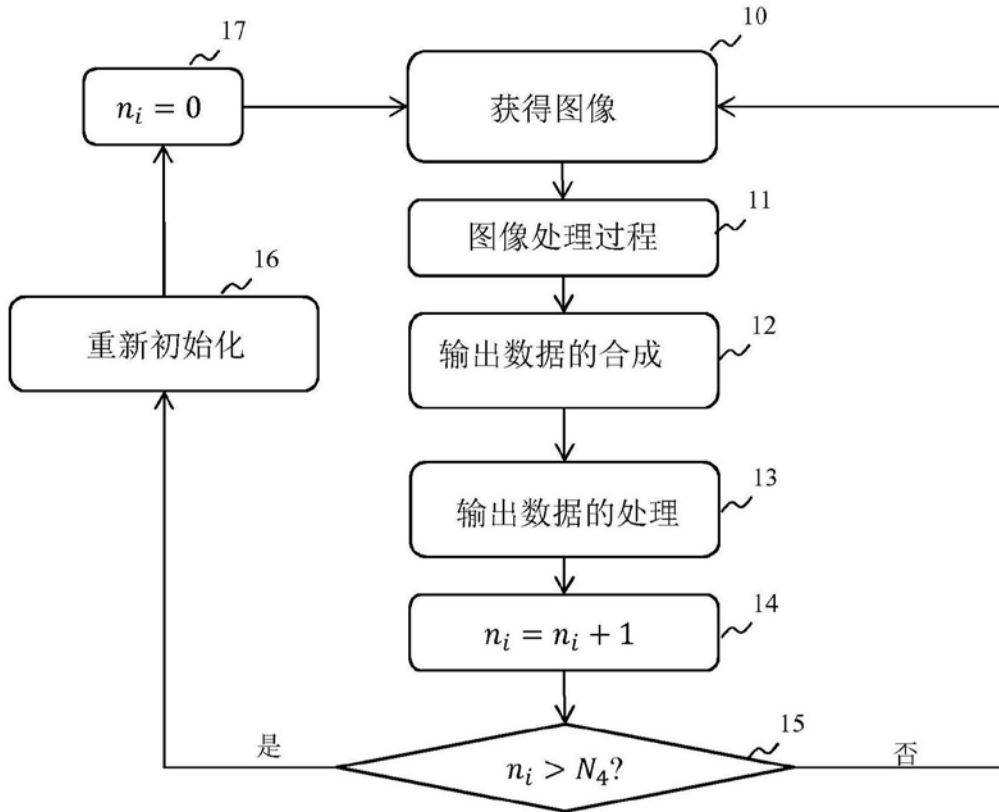 10
获得图像
17
n_i = 0
11
图像处理过程
16
重新初始化
12
输出数据的合成
13
输出数据的处理
14
n_i = n_i + 1
15
n_i > N_4?
是
否